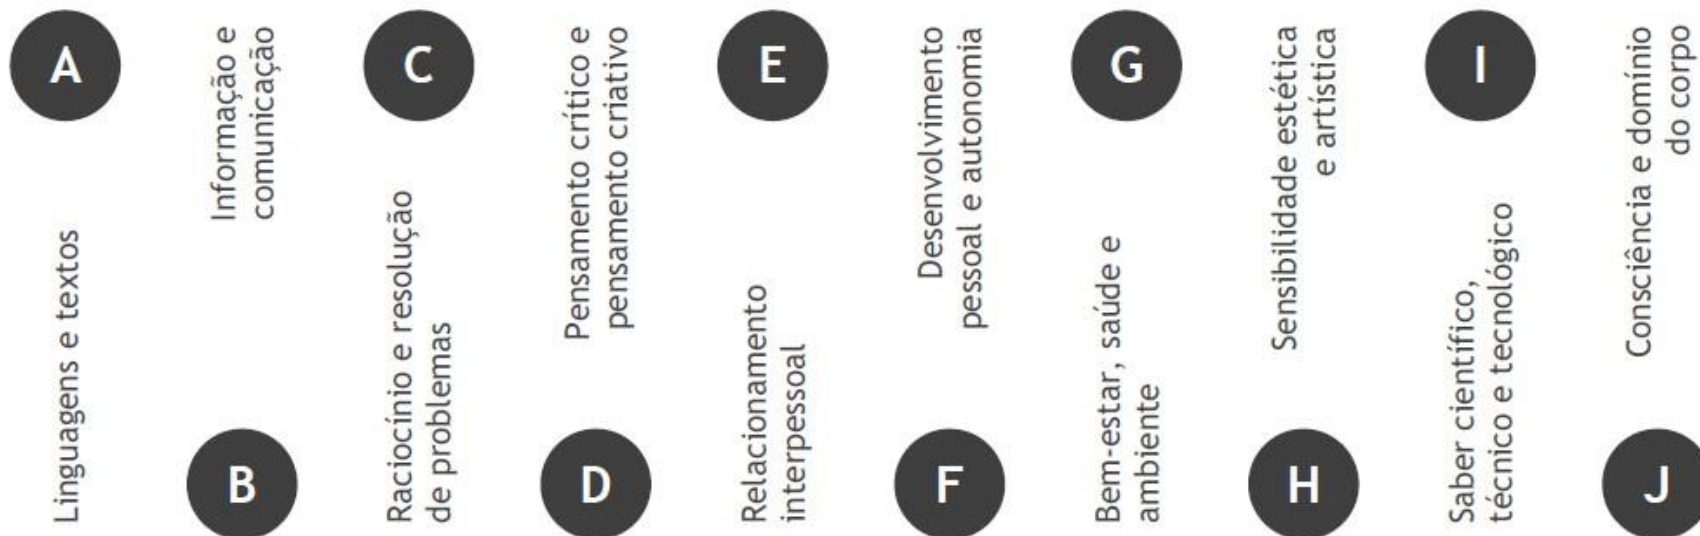 A
Linguagens e textos
B
Informação e
comunicação
C
Raciocínio e resolução
de problemas
D
Pensamento crítico e
pensamento criativo
E
Relacionamento
interpessoal
F
Desenvolvimento
pessoal e autonomia
G
Bem-estar, saúde e
ambiente
H
Sensibilidade estética
e artística
I
Saber científico,
técnico e tecnológico
J
Consciência e domínio
do corpo